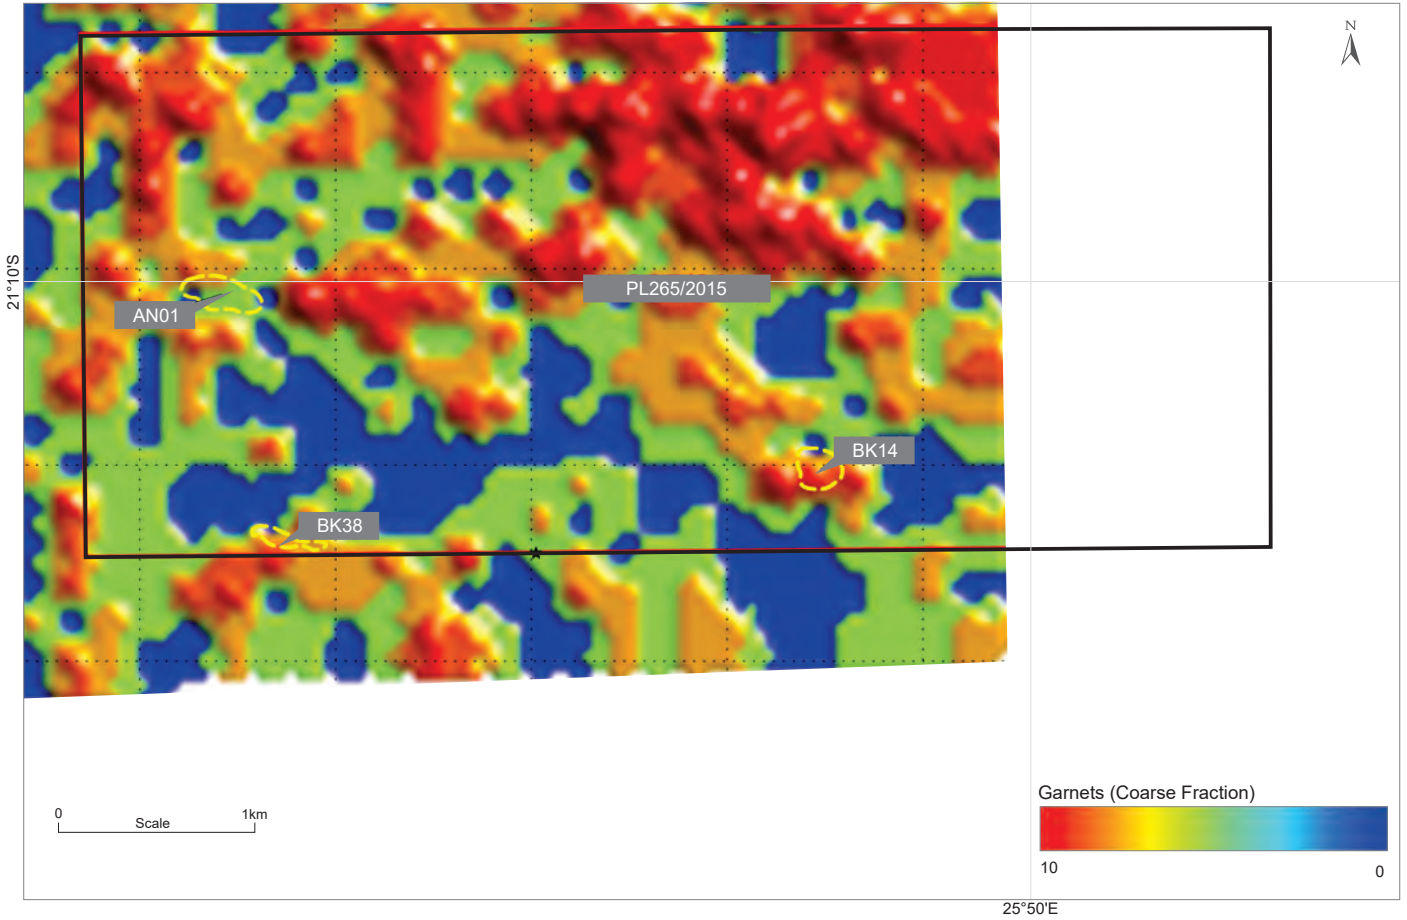 N
21°10'S
PL265/2015
AN01
BK14
BK38
Garnets (Coarse Fraction)
0
1km
Scale
10
0
25°50'E